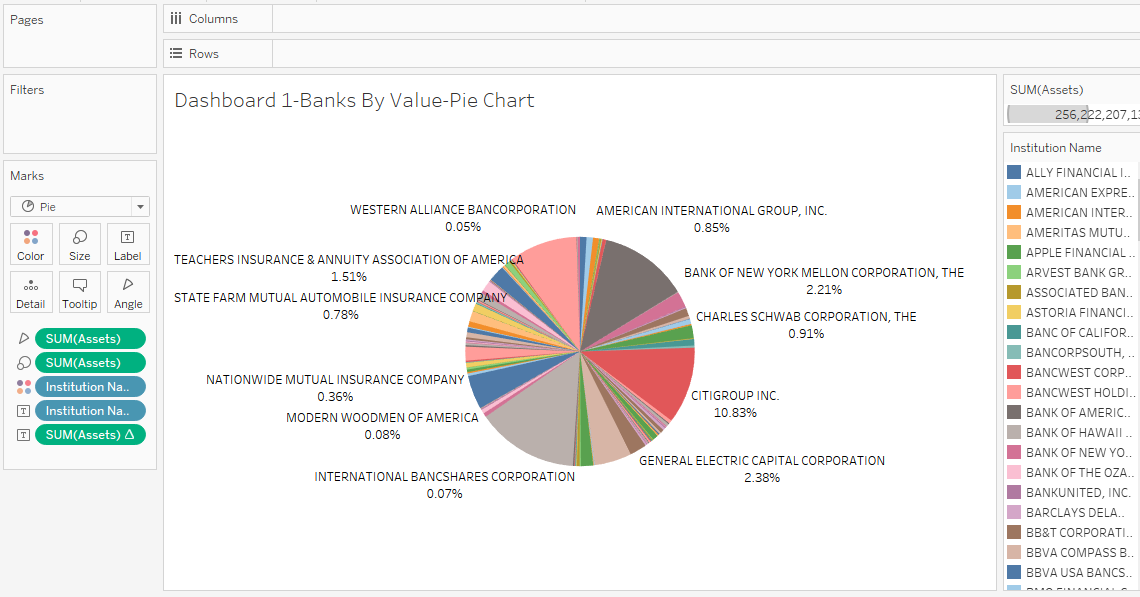 Pages
Columns
Rows
Filters
Marks
Pie
Color
Size
Label
Detail
Tooltip
Angle
SUM(Assets)
SUM(Assets)
Institution Na..
Institution Na..
SUM(Assets) Δ
Dashboard 1-Banks By Value-Pie Chart
WESTERN ALLIANCE BANCORPORATION
0.05%
AMERICAN INTERNATIONAL GROUP, INC.
0.85%
TEACHERS INSURANCE & ANNUITY ASSOCIATION OF AMERICA
1.51%
BANK OF NEW YORK MELLON CORPORATION, THE
2.21%
STATE FARM MUTUAL AUTOMOBILE INSURANCE COMPANY
0.78%
CHARLES SCHWAB CORPORATION, THE
0.91%
NATIONWIDE MUTUAL INSURANCE COMPANY
0.36%
CITIGROUP INC.
10.83%
MODERN WOODMEN OF AMERICA
0.08%
GENERAL ELECTRIC CAPITAL CORPORATION
2.38%
INTERNATIONAL BANCSHARES CORPORATION
0.07%
SUM(Assets)
256,222,207,13
Institution Name
ALLY FINANCIAL I..
AMERICAN EXPRE..
AMERICAN INTER..
AMERITAS MUTU..
APPLE FINANCIAL ..
ARVEST BANK GR..
ASSOCIATED BAN..
ASTORIA FINANCI..
BANC OF CALIFOR..
BANCORPSOUTH, ..
BANCWEST CORP..
BANCWEST HOLDI..
BANK OF AMERIC..
BANK OF HAWAII ..
BANK OF NEW YO..
BANK OF THE OZA..
BANKUNITED, INC.
BARCLAYS DELA..
BB&T CORPORATI..
BBVA COMPASS B..
BBVA USA BANCS..